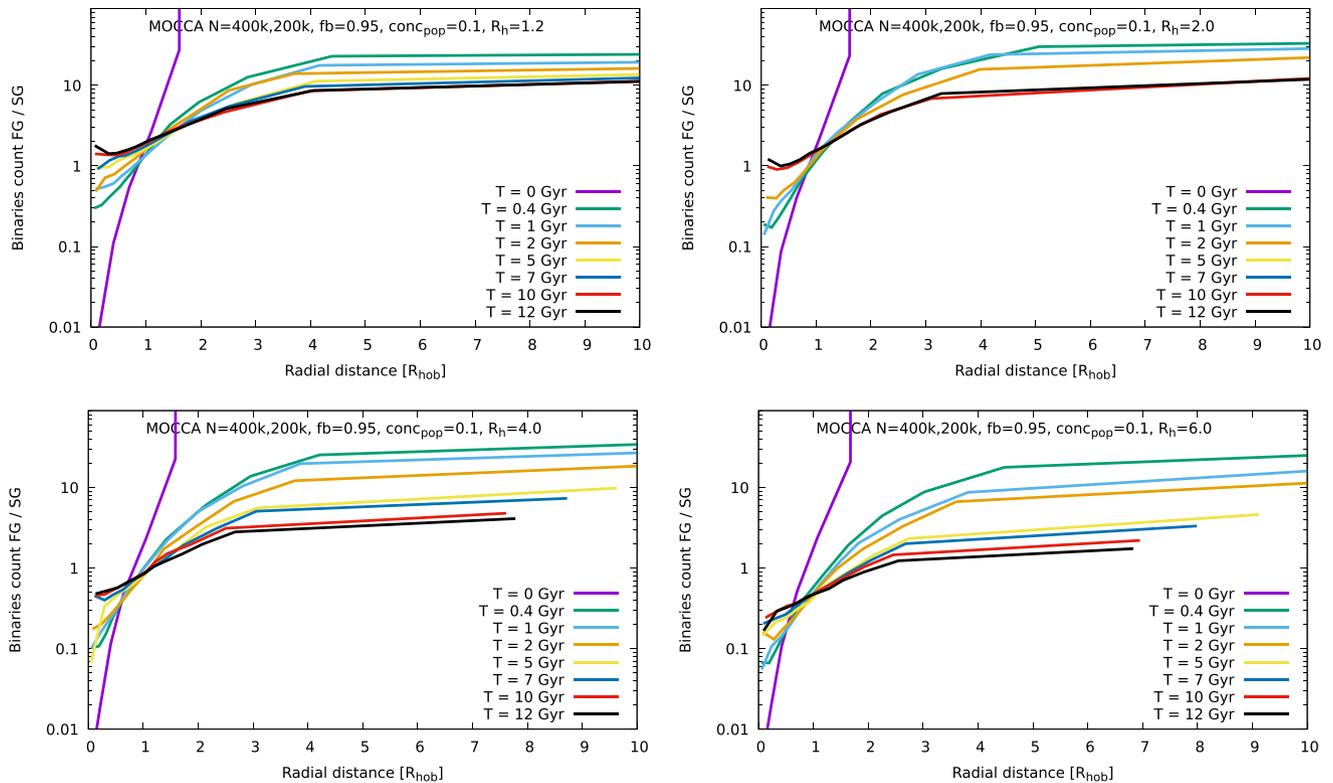 MOCCA N=400k,200k, fb=0.95, conc_pop=0.1, R_h=1.2
Binaries count FG / SG
10
1
0.1
0.01
T = 0 Gyr
T = 0.4 Gyr
T = 1 Gyr
T = 2 Gyr
T = 5 Gyr
T = 7 Gyr
T = 10 Gyr
T = 12 Gyr
0 1 2 3 4 5 6 7 8 9 10
Radial distance [R_hob]
MOCCA N=400k,200k, fb=0.95, conc_pop=0.1, R_h=2.0
Binaries count FG / SG
10
1
0.1
0.01
T = 0 Gyr
T = 0.4 Gyr
T = 1 Gyr
T = 2 Gyr
T = 5 Gyr
T = 7 Gyr
T = 10 Gyr
T = 12 Gyr
0 1 2 3 4 5 6 7 8 9 10
Radial distance [R_hob]
MOCCA N=400k,200k, fb=0.95, conc_pop=0.1, R_h=4.0
Binaries count FG / SG
10
1
0.1
0.01
T = 0 Gyr
T = 0.4 Gyr
T = 1 Gyr
T = 2 Gyr
T = 5 Gyr
T = 7 Gyr
T = 10 Gyr
T = 12 Gyr
0 1 2 3 4 5 6 7 8 9 10
Radial distance [R_hob]
MOCCA N=400k,200k, fb=0.95, conc_pop=0.1, R_h=6.0
Binaries count FG / SG
10
1
0.1
0.01
T = 0 Gyr
T = 0.4 Gyr
T = 1 Gyr
T = 2 Gyr
T = 5 Gyr
T = 7 Gyr
T = 10 Gyr
T = 12 Gyr
0 1 2 3 4 5 6 7 8 9 10
Radial distance [R_hob]